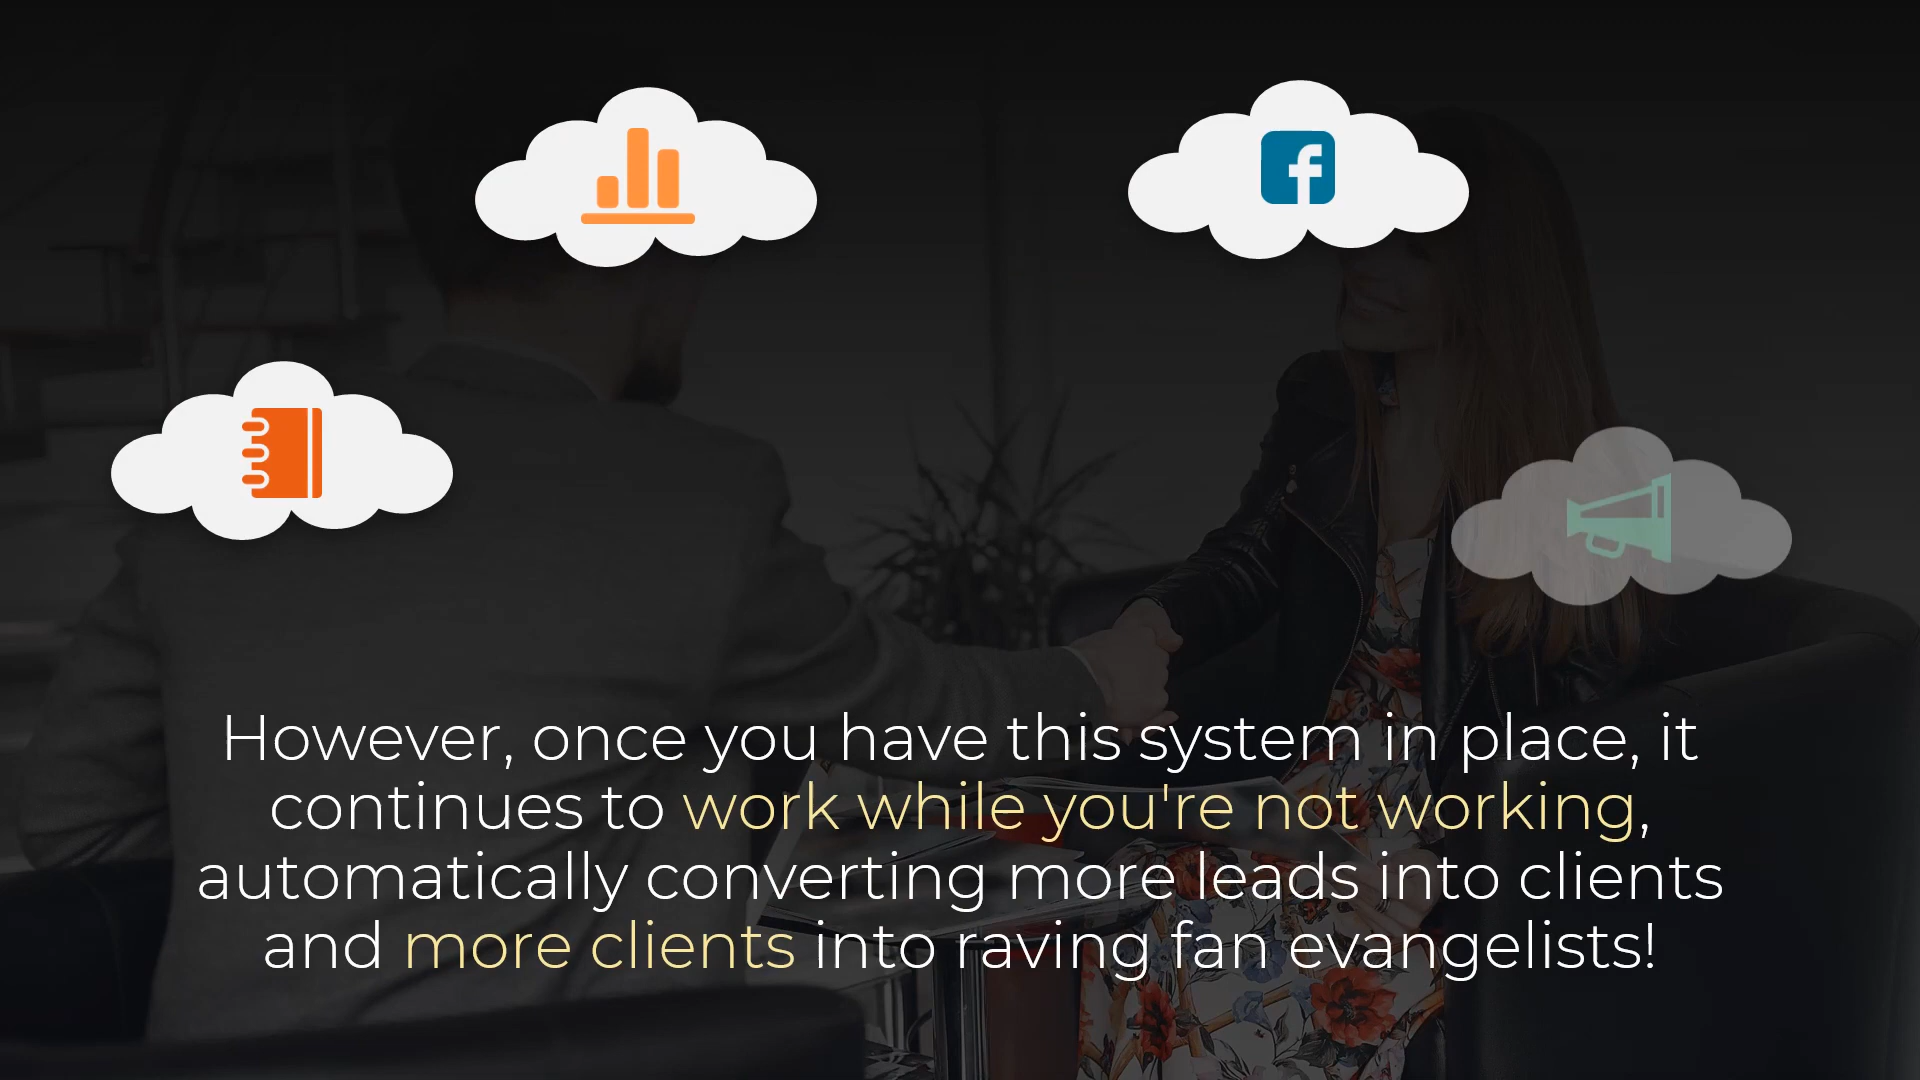 However, once you have this system in place, it
continues to work while you're not working,
automatically converting more leads into clients
and more clients into raving fan evangelists!